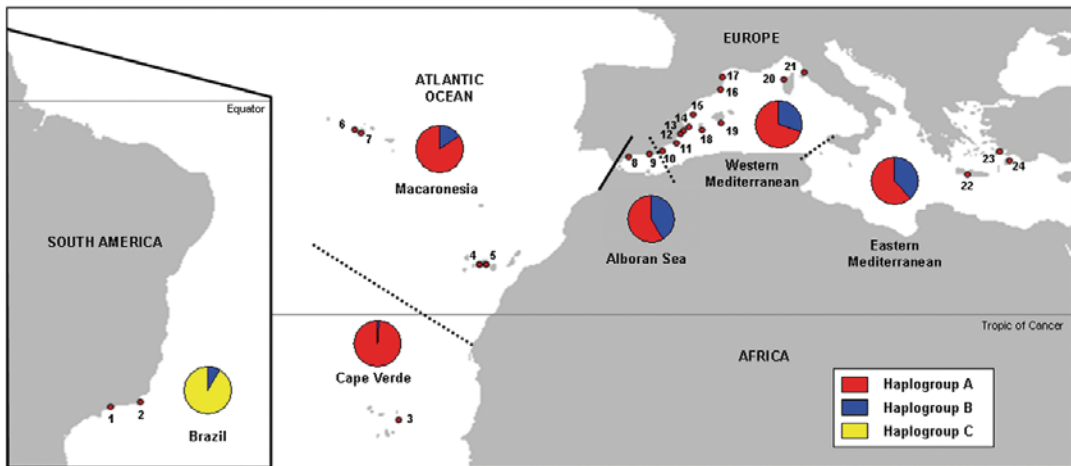 EUROPE
ATLANTIC
OCEAN
Equator
SOUTH AMERICA
Macaronesia
Western
Mediterranean
Alboran Sea
Eastern
Mediterranean
Tropic of Cancer
AFRICA
Cape Verde
Brazil
Haplogroup A
Haplogroup B
Haplogroup C
1
2
3
4
5
6
7
8
9
10
11
12
13
14
15
16
17
18
19
20
21
22
23
24